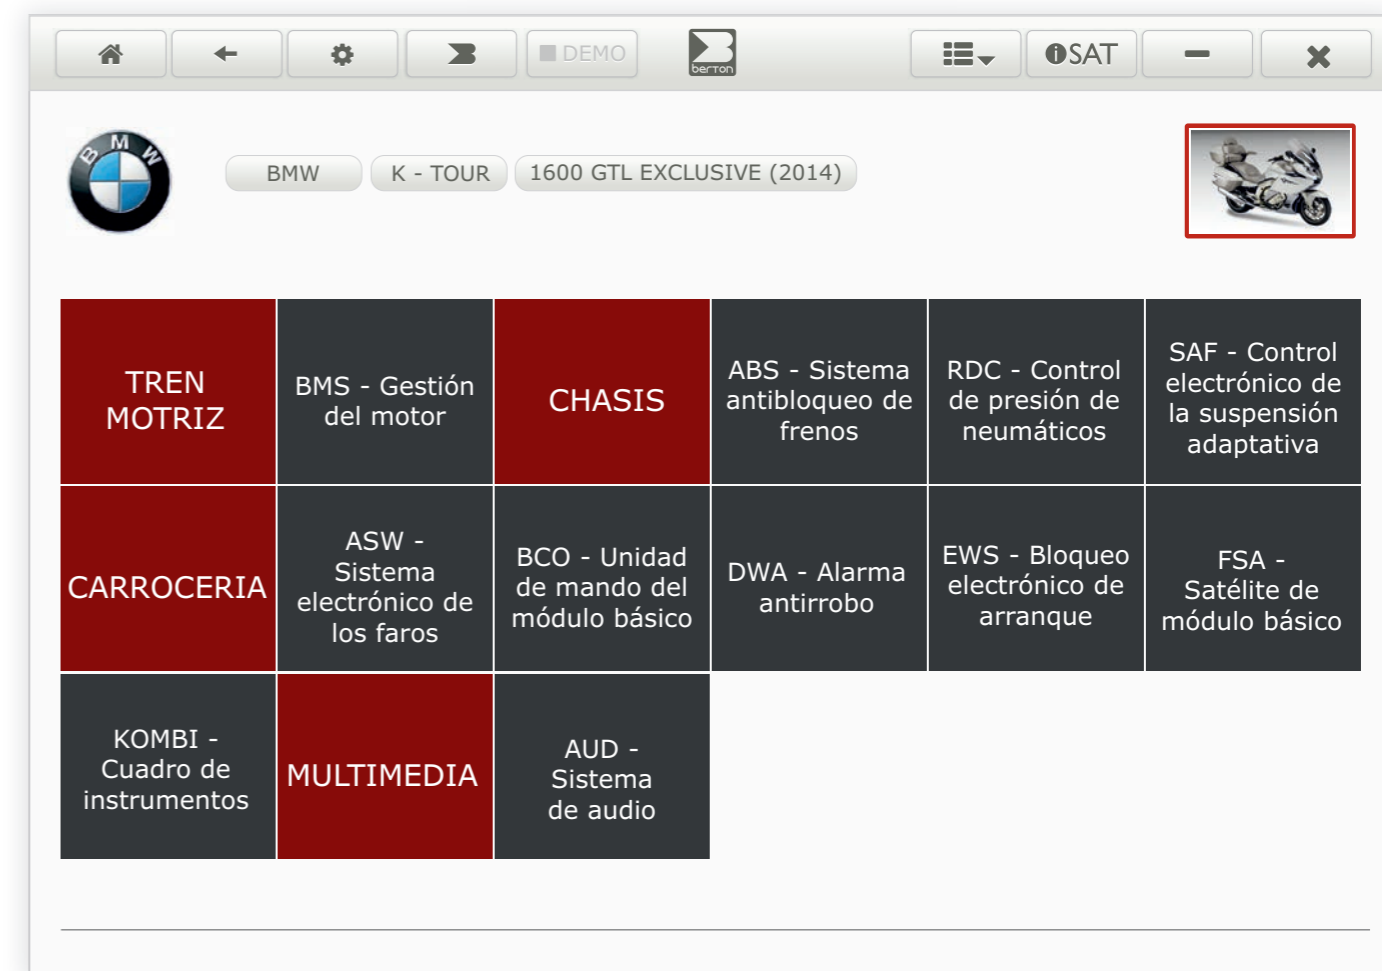 DEMO
berton
SAT
BMW
BMW
K - TOUR
1600 GTL EXCLUSIVE (2014)
TREN
MOTRIZ
BMS - Gestión
del motor
CHASIS
ABS - Sistema
antibloqueo de
frenos
RDC - Control
de presión de
neumáticos
SAF - Control
electrónico de
la suspensión
adaptativa
CARROCERIA
ASW -
Sistema
electrónico de
los faros
BCO - Unidad
de mando del
módulo básico
DWA - Alarma
antirrobo
EWS - Bloqueo
electrónico de
arranque
FSA -
Satélite de
módulo básico
KOMBI -
Cuadro de
instrumentos
MULTIMEDIA
AUD -
Sistema
de audio